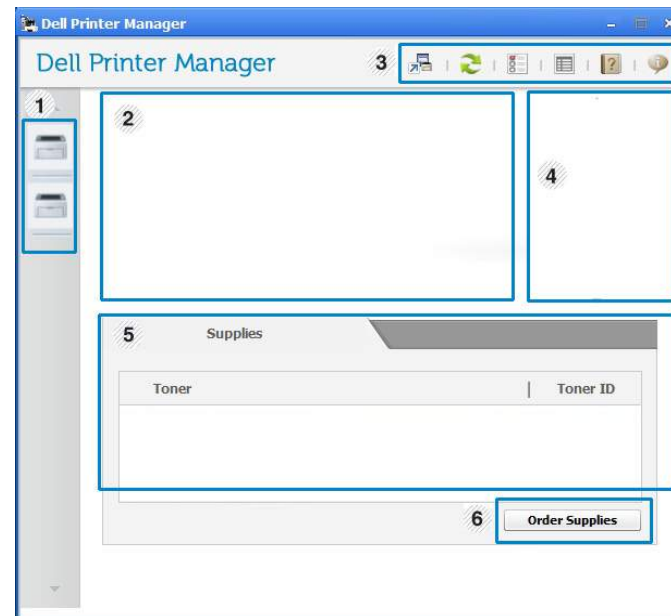 Dell Printer Manager
Dell Printer Manager
3
1
2
4
5 Supplies
Toner | Toner ID
6 Order Supplies